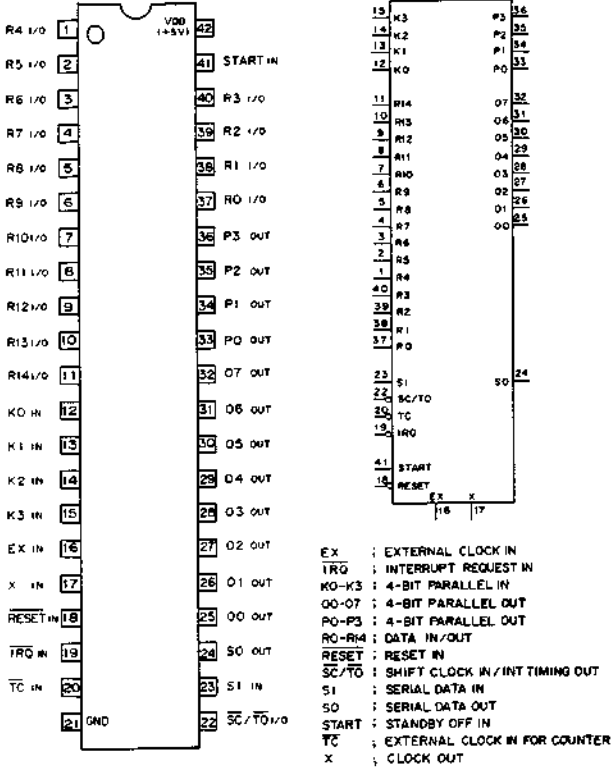 R4 I/O 1 VDD (+5V) 42
R5 I/O 2 41 START IN
R6 I/O 3 40 R3 I/O
R7 I/O 4 39 R2 I/O
R8 I/O 5 38 R1 I/O
R9 I/O 6 37 R0 I/O
R10 I/O 7 36 P3 OUT
R11 I/O 8 35 P2 OUT
R12 I/O 9 34 P1 OUT
R13 I/O 10 33 P0 OUT
R14 I/O 11 32 O7 OUT
K0 IN 12 31 O6 OUT
K1 IN 13 30 O5 OUT
K2 IN 14 29 O4 OUT
K3 IN 15 28 O3 OUT
EX IN 16 27 O2 OUT
X IN 17 26 O1 OUT
RESET IN 18 25 O0 OUT
IRQ IN 19 24 SO OUT
TC IN 20 23 SI IN
21 GND 22 SC/TO I/O
15 K3 P3 36
14 K2 P2 35
13 K1 P1 34
12 K0 P0 33
11 R14 O7 32
10 R13 O6 31
9 R12 O5 30
8 R11 O4 29
7 R10 O3 28
6 R9 O2 27
5 R8 O1 26
4 R7 O0 25
3 R6
2 R5
1 R4
40 R3
39 R2
38 R1
37 R0
23 SI SO 24
22 SC/TO
20 TC
19 IRQ
41 START
18 RESET
EX X
16 17
EX ; EXTERNAL CLOCK IN
IRQ ; INTERRUPT REQUEST IN
K0-K3 ; 4-BIT PARALLEL IN
O0-O7 ; 4-BIT PARALLEL OUT
P0-P3 ; 4-BIT PARALLEL OUT
R0-R14 ; DATA IN/OUT
RESET ; RESET IN
SC/TO ; SHIFT CLOCK IN/INT TIMING OUT
SI ; SERIAL DATA IN
SO ; SERIAL DATA OUT
START ; STANDBY OFF IN
TC ; EXTERNAL CLOCK IN FOR COUNTER
X ; CLOCK OUT